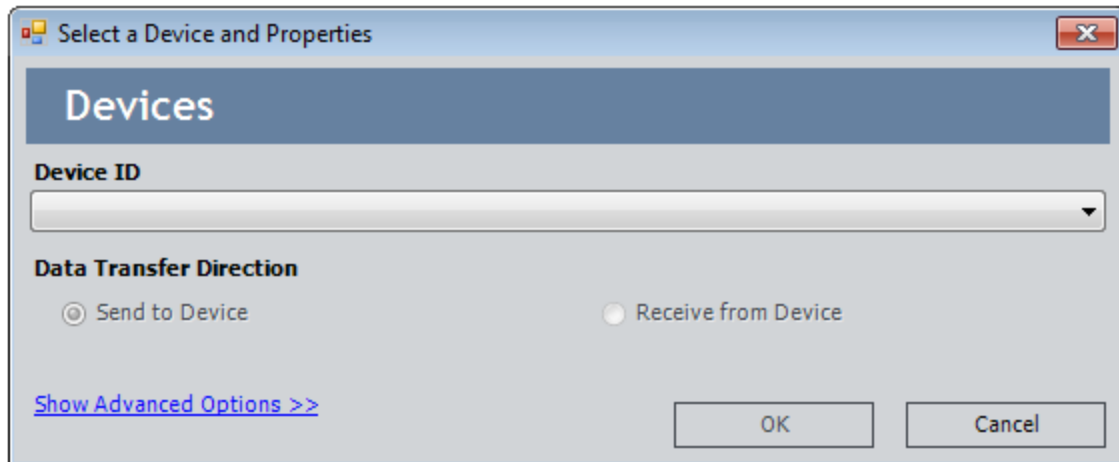 Select a Device and Properties
Devices
Device ID
Data Transfer Direction
Send to Device Receive from Device
Show Advanced Options >>
OK Cancel